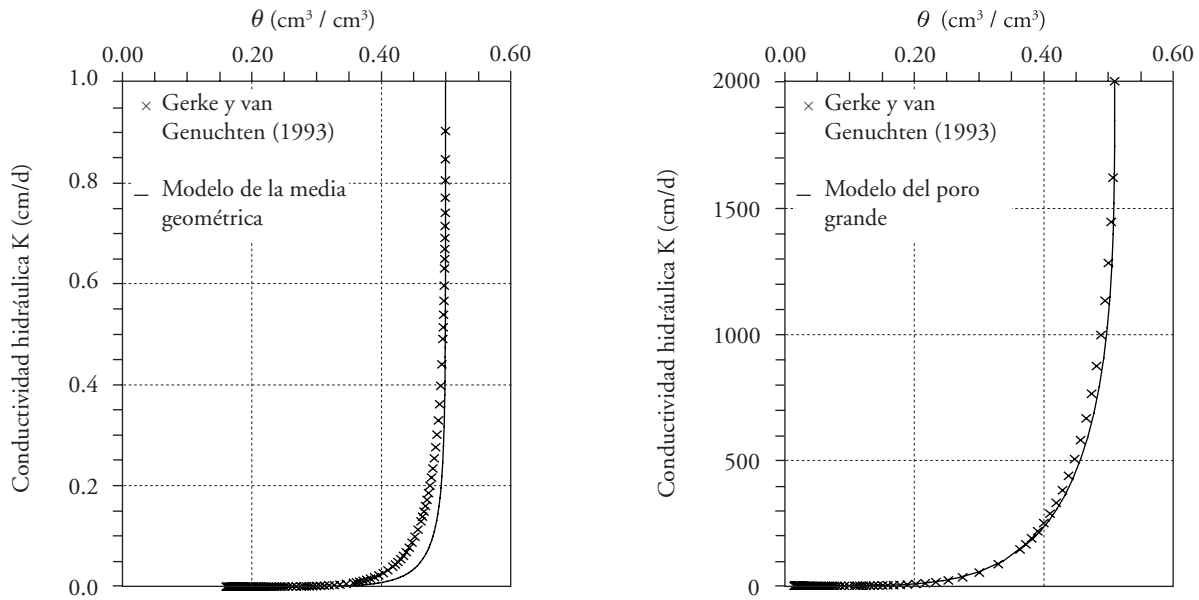 θ (cm³ / cm³)
0.00 0.20 0.40 0.60
1.0
0.8
0.6
0.4
0.2
0.0
Conductividad hidráulica K (cm/d)
× Gerke y van
Genuchten (1993)
— Modelo de la media
geométrica
θ (cm³ / cm³)
0.00 0.20 0.40 0.60
2000
1500
1000
500
0
Conductividad hidráulica K (cm/d)
× Gerke y van
Genuchten (1993)
— Modelo del poro
grande